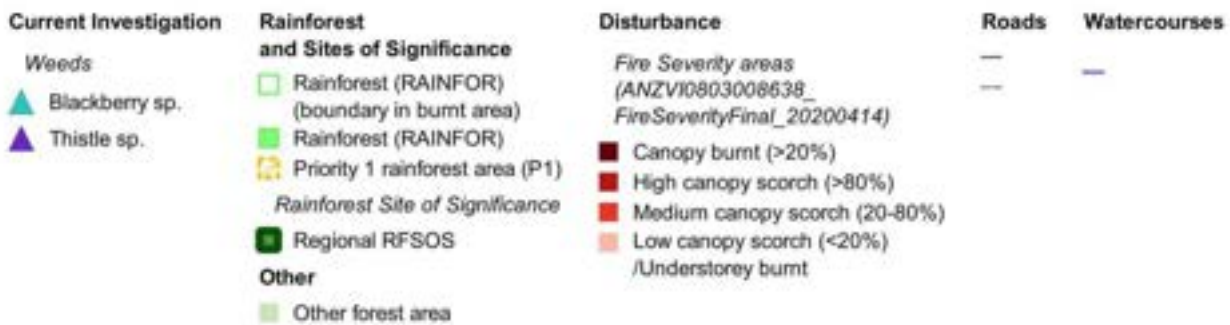 Current Investigation
Weeds
Blackberry sp.
Thistle sp.
Rainforest
and Sites of Significance
Rainforest (RAINFOR)
(boundary in burnt area)
Rainforest (RAINFOR)
Priority 1 rainforest area (P1)
Rainforest Site of Significance
Regional RFSOS
Other
Other forest area
Disturbance
Fire Severity areas
(ANZVI0803008638_
FireSeverityFinal_20200414)
Canopy burnt (>20%)
High canopy scorch (>80%)
Medium canopy scorch (20-80%)
Low canopy scorch (<20%)
/Understorey burnt
Roads
Watercourses